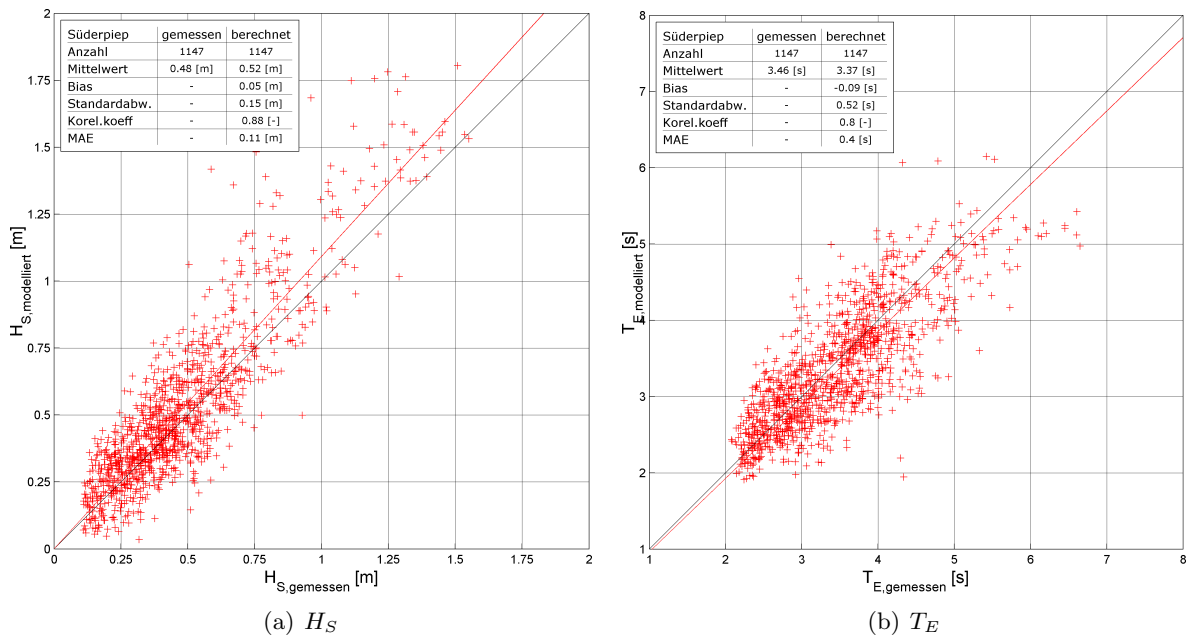 Süderpiep gemessen berechnet
Anzahl 1147 1147
Mittelwert 0.48 [m] 0.52 [m]
Bias - 0.05 [m]
Standardabw. - 0.15 [m]
Korel.koeff - 0.88 [-]
MAE - 0.11 [m]
2
1.75
1.5
1.25
1
0.75
0.5
0.25
0
H_S,modelliert [m]
0 0.25 0.5 0.75 1 1.25 1.5 1.75 2
H_S,gemessen [m]
(a) H_S
Süderpiep gemessen berechnet
Anzahl 1147 1147
Mittelwert 3.46 [s] 3.37 [s]
Bias - -0.09 [s]
Standardabw. - 0.52 [s]
Korel.koeff - 0.8 [-]
MAE - 0.4 [s]
8
7
6
5
4
3
2
1
T_E,modelliert [s]
1 2 3 4 5 6 7 8
T_E,gemessen [s]
(b) T_E